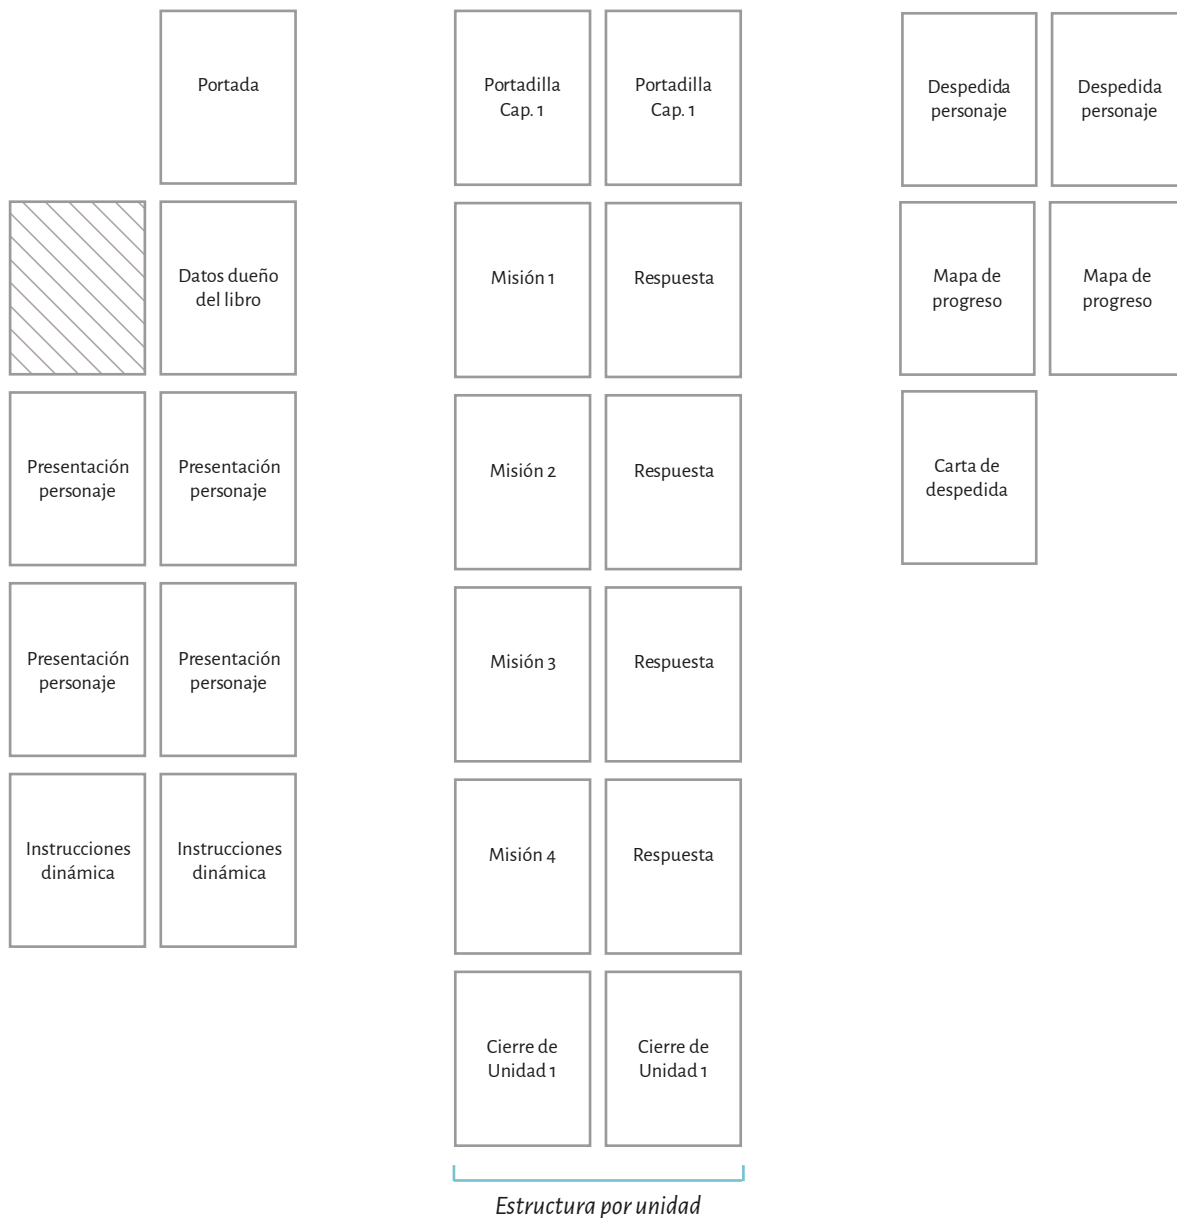 Portada
Datos dueño
del libro
Presentación
personaje
Presentación
personaje
Presentación
personaje
Presentación
personaje
Instrucciones
dinámica
Instrucciones
dinámica
Portadilla
Cap. 1
Portadilla
Cap. 1
Misión 1
Respuesta
Misión 2
Respuesta
Misión 3
Respuesta
Misión 4
Respuesta
Cierre de
Unidad 1
Cierre de
Unidad 1
Estructura por unidad
Despedida
personaje
Despedida
personaje
Mapa de
progreso
Mapa de
progreso
Carta de
despedida